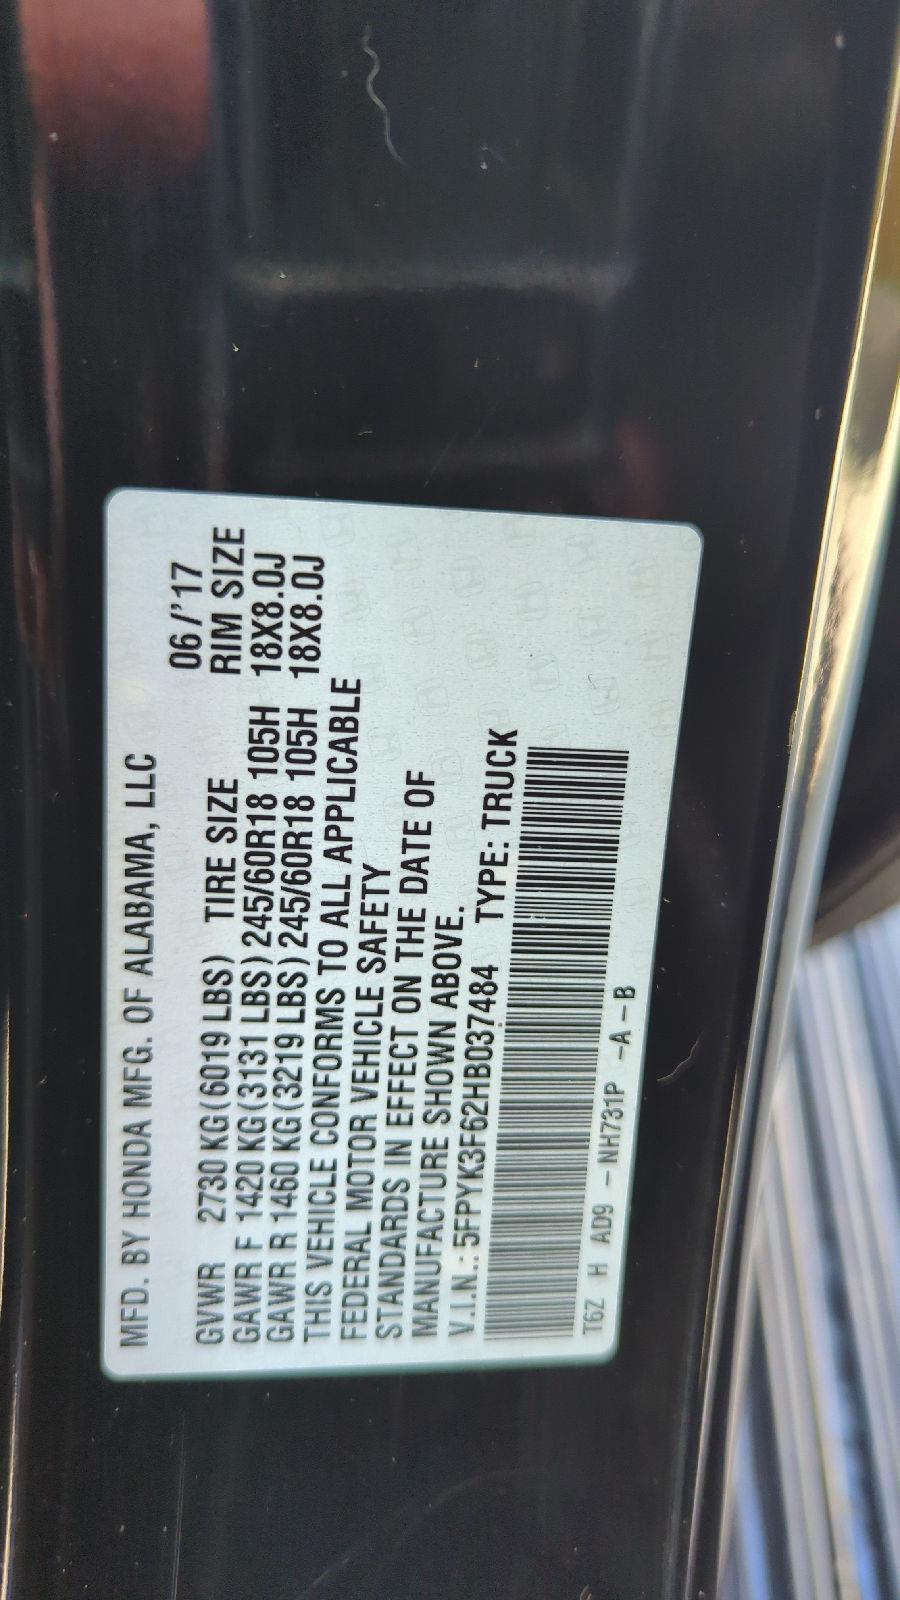 MFD. BY HONDA MFG. OF ALABAMA, LLC
06/'17
GVWR 2730 KG(6019 LBS) TIRE SIZE RIM SIZE
GAWR F 1420 KG(3131 LBS) 245/60R18 105H 18X8.0J
GAWR R 1460 KG(3219 LBS) 245/60R18 105H 18X8.0J
THIS VEHICLE CONFORMS TO ALL APPLICABLE
FEDERAL MOTOR VEHICLE SAFETY
STANDARDS IN EFFECT ON THE DATE OF
MANUFACTURE SHOWN ABOVE.
V.I.N.: 5FPYK3F62HB037484 TYPE: TRUCK
T6Z H AD9 - NH731P -A-B